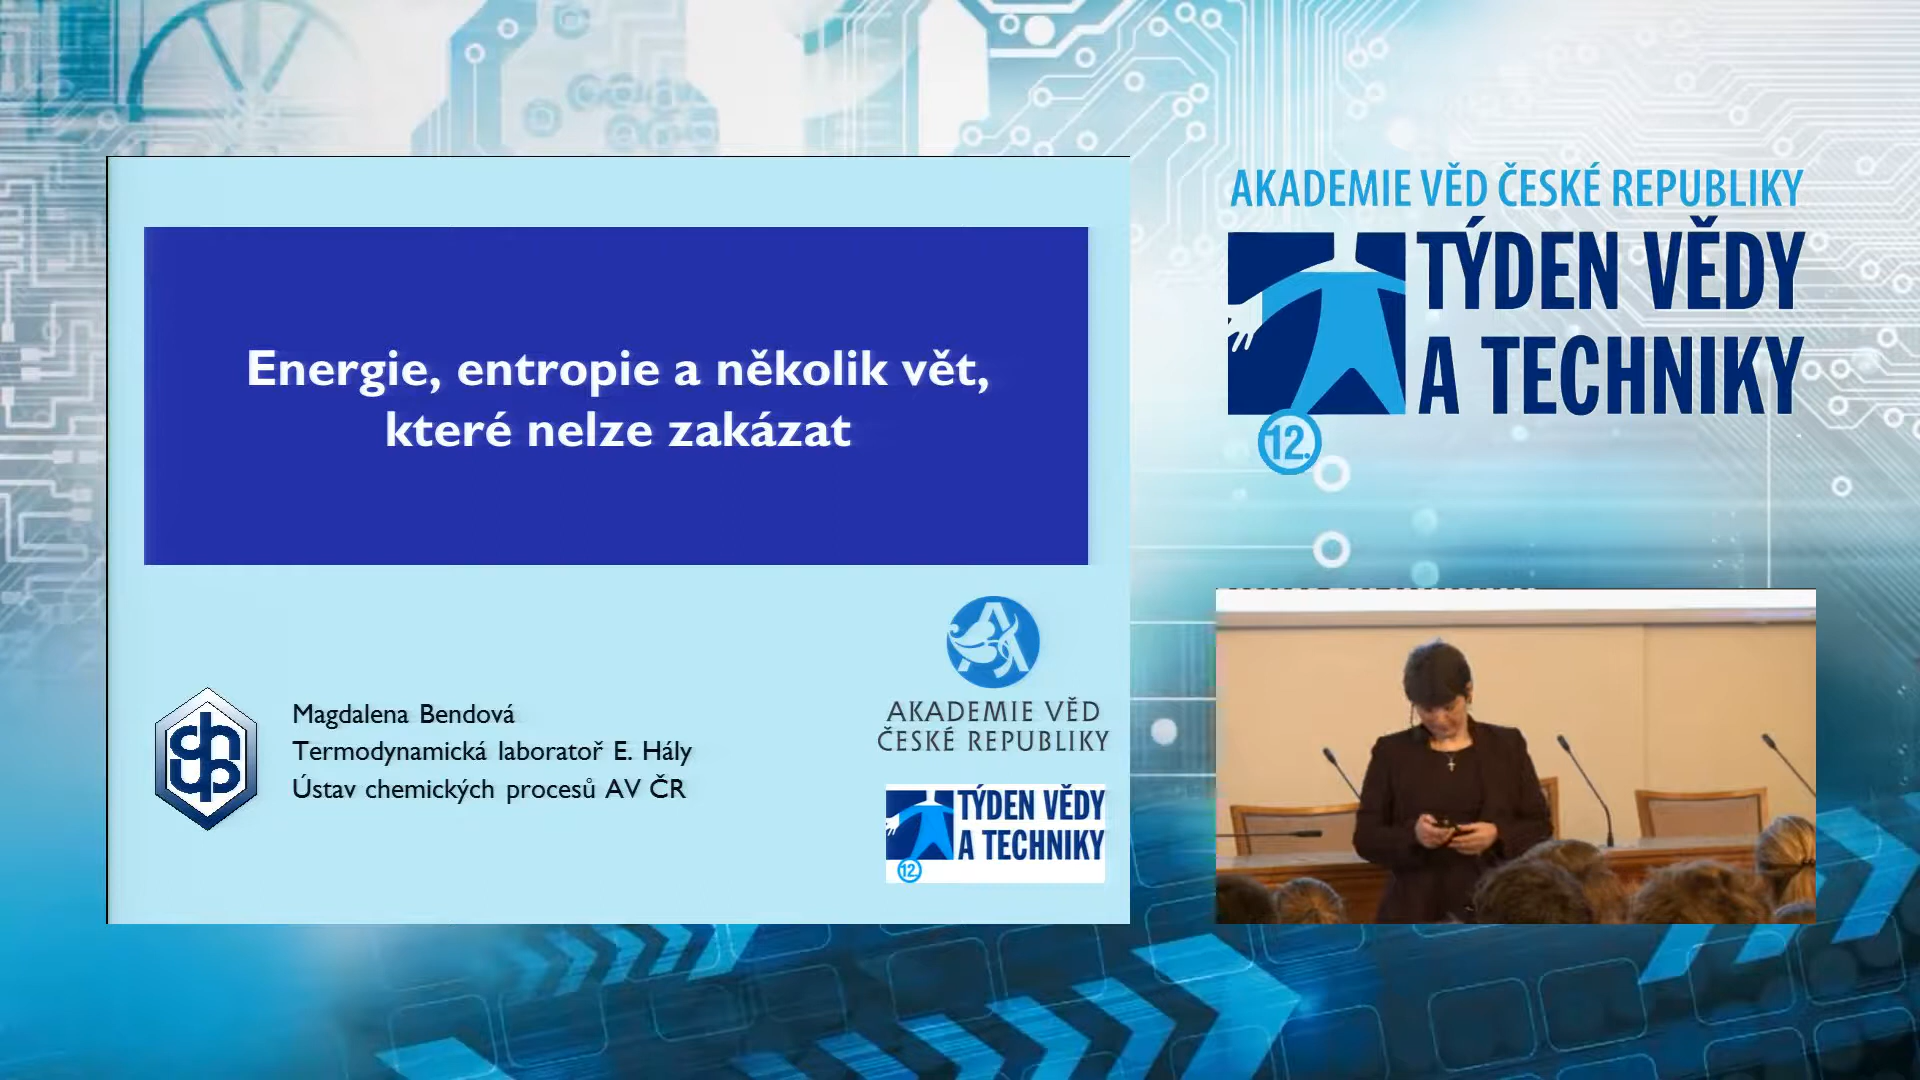 Energie, entropie a několik vět,
které nelze zakázat
Magdalena Bendová
Termodynamická laboratoř E. Hály
Ústav chemických procesů AV ČR
AKADEMIE VĚD
ČESKÉ REPUBLIKY
TÝDEN VĚDY
A TECHNIKY
12.
AKADEMIE VĚD ČESKÉ REPUBLIKY
TÝDEN VĚDY
A TECHNIKY
12.